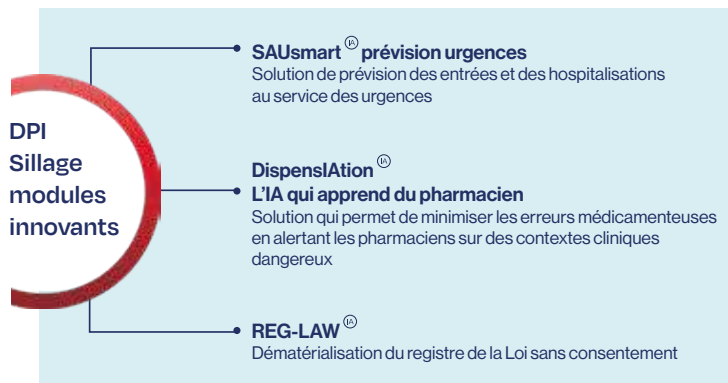 DPI
Sillage
modules
innovants
SAUsmart (IA) prévision urgences
Solution de prévision des entrées et des hospitalisations
au service des urgences
DispensIAtion (IA)
L’IA qui apprend du pharmacien
Solution qui permet de minimiser les erreurs médicamenteuses
en alertant les pharmaciens sur des contextes cliniques
dangereux
REG-LAW (IA)
Dématérialisation du registre de la Loi sans consentement